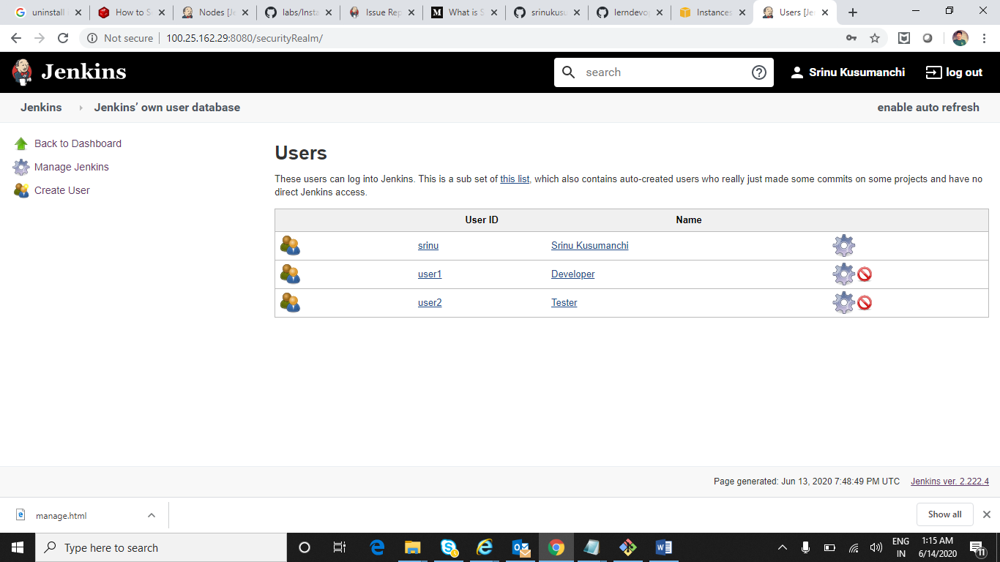 uninstall
How to S
Nodes [Je
labs/Insta
Issue Rep
What is S
srinukusu
lerndevop
Instances
Users [Jen
Not secure
100.25.162.29:8080/securityRealm/
Jenkins
search
Srinu Kusumanchi
log out
Jenkins
Jenkins’ own user database
enable auto refresh
Back to Dashboard
Manage Jenkins
Create User
Users
These users can log into Jenkins. This is a sub set of this list, which also contains auto-created users who really just made some commits on some projects and have no
direct Jenkins access.
User ID Name
srinu Srinu Kusumanchi
user1 Developer
user2 Tester
Page generated: Jun 13, 2020 7:48:49 PM UTC Jenkins ver. 2.222.4
manage.html
Show all
Type here to search
ENG
IN
1:15 AM
6/14/2020
11